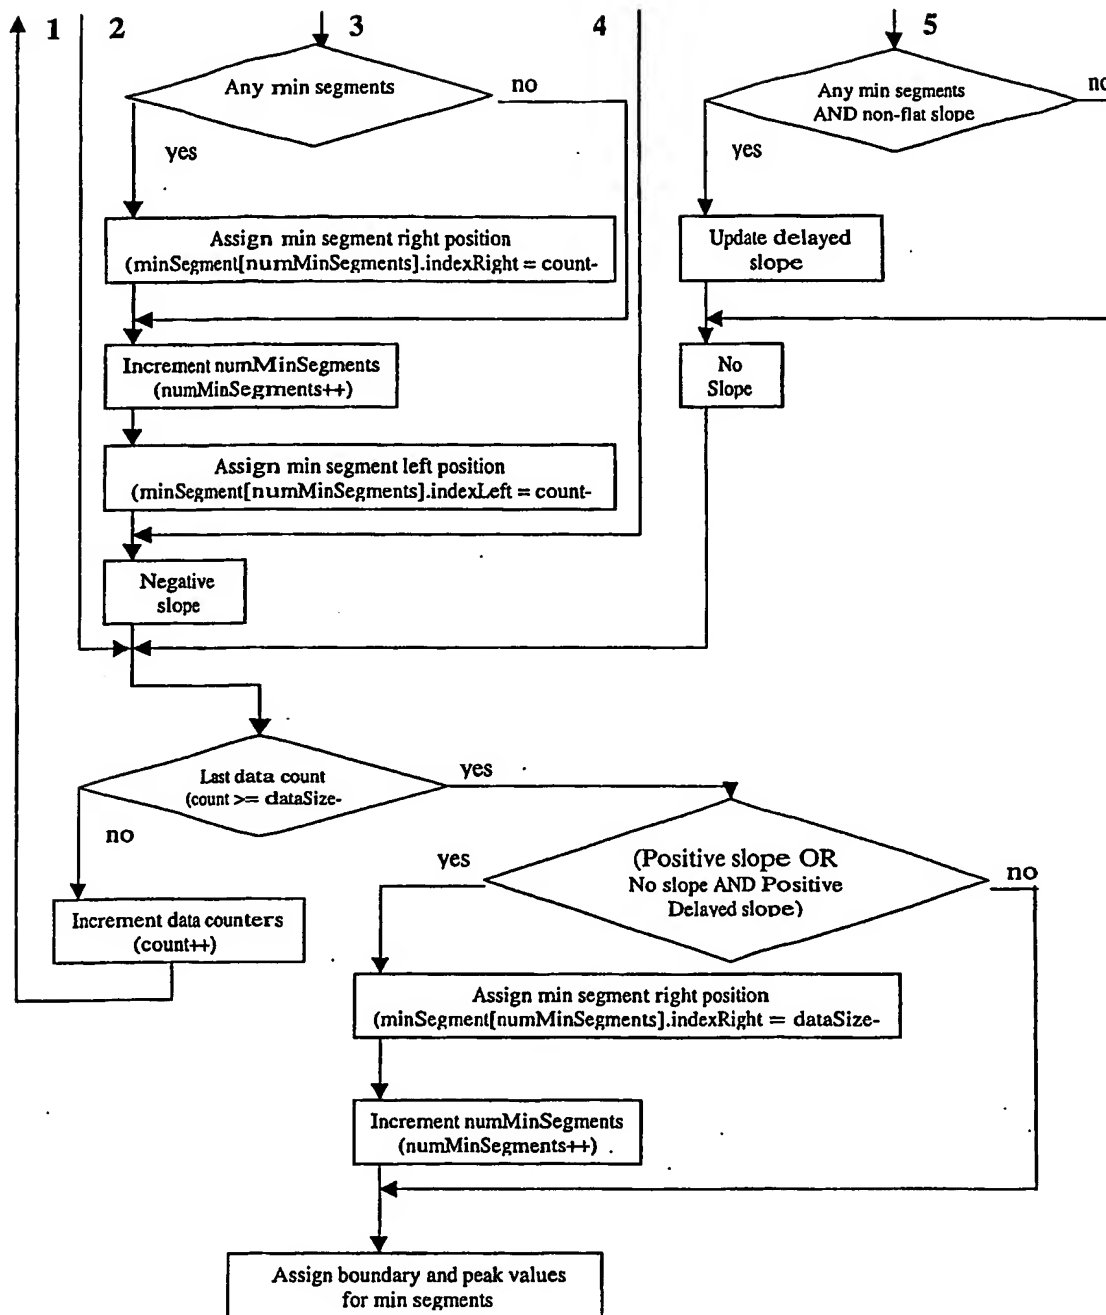 1 2 3 4 5
Any min segments
no
yes
Any min segments
AND non-flat slope
no
yes
Assign min segment right position
(minSegment[numMinSegments].indexRight = count-
Update delayed
slope
Increment numMinSegments
(numMinSegments++)
No
Slope
Assign min segment left position
(minSegment[numMinSegments].indexLeft = count-
Negative
slope
Last data count
(count >= dataSize-
yes
no
(Positive slope OR
No slope AND Positive
Delayed slope)
yes
no
Increment data counters
(count++)
Assign min segment right position
(minSegment[numMinSegments].indexRight = dataSize-
Increment numMinSegments
(numMinSegments++)
Assign boundary and peak values
for min segments